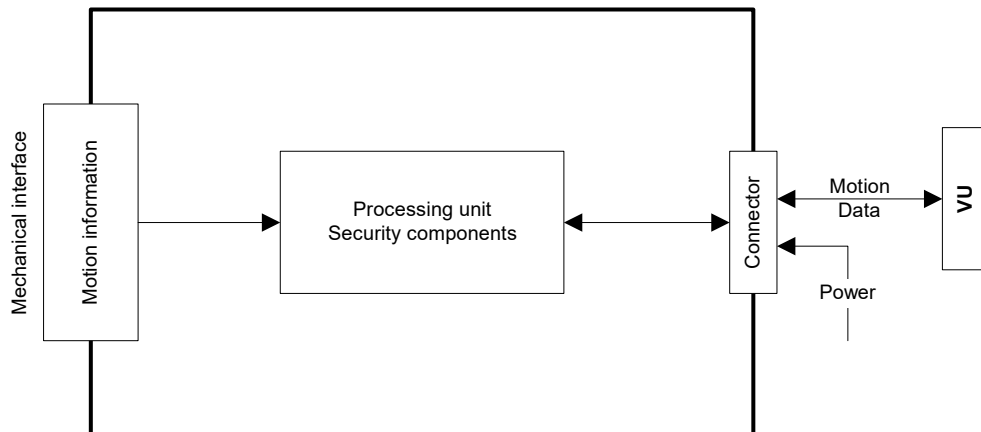 Mechanical interface
Motion information
Processing unit
Security components
Connector
Motion
Data
Power
VU